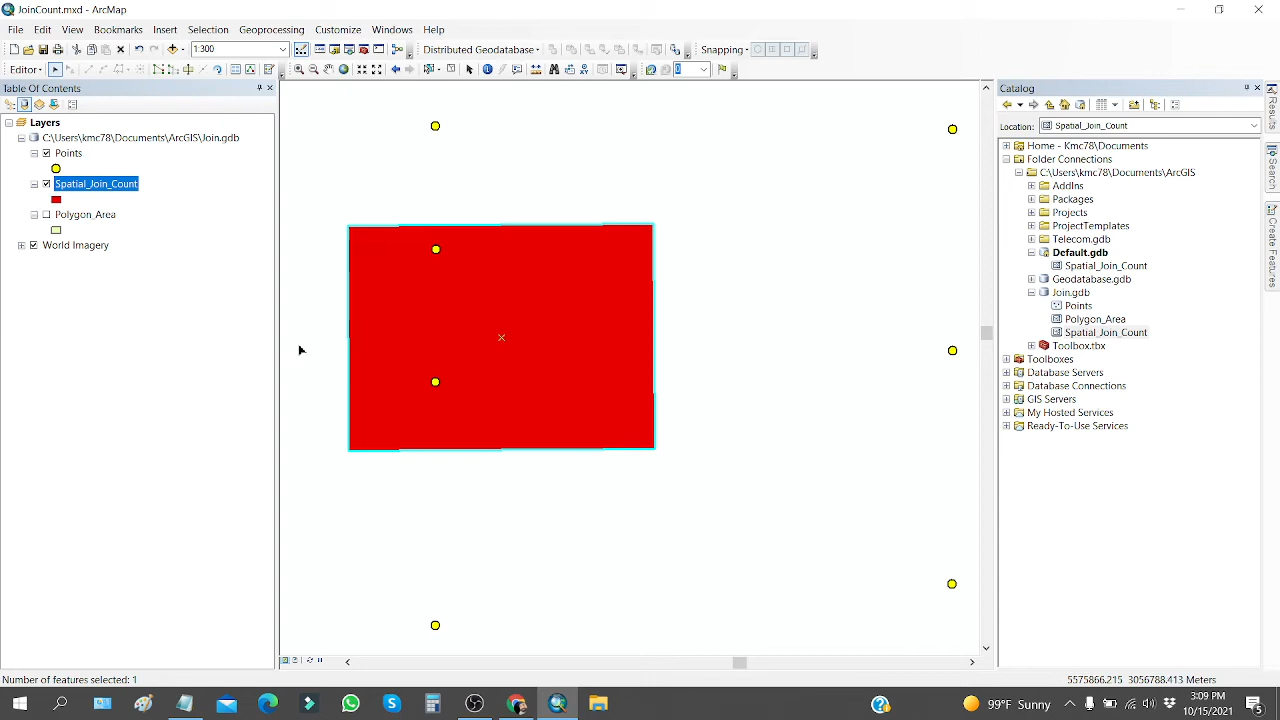 JoinCount.mxd - ArcMap
File Edit View Bookmarks Insert Selection Geoprocessing Customize Windows Help
1:300 Distributed Geodatabase Snapping
Editor
Table Of Contents
Layers
C:\Users\kmc78\Documents\ArcGIS\Join.gdb
Points
Spatial_Join_Count
Polygon_Area
World Imagery
Catalog
Location: Spatial_Join_Count
Home - Kmc78\Documents
Folder Connections
C:\Users\kmc78\Documents\ArcGIS
AddIns
Packages
Projects
ProjectTemplates
Telecom.gdb
Default.gdb
Spatial_Join_Count
Geodatabase.gdb
Join.gdb
Points
Polygon_Area
Spatial_Join_Count
Toolbox.tbx
Toolboxes
Database Servers
Database Connections
GIS Servers
My Hosted Services
Ready-To-Use Services
Results
Search
Create Features
Number of features selected: 1
5575866.215 3056788.413 Meters
99°F Sunny
3:09 PM
10/15/2021